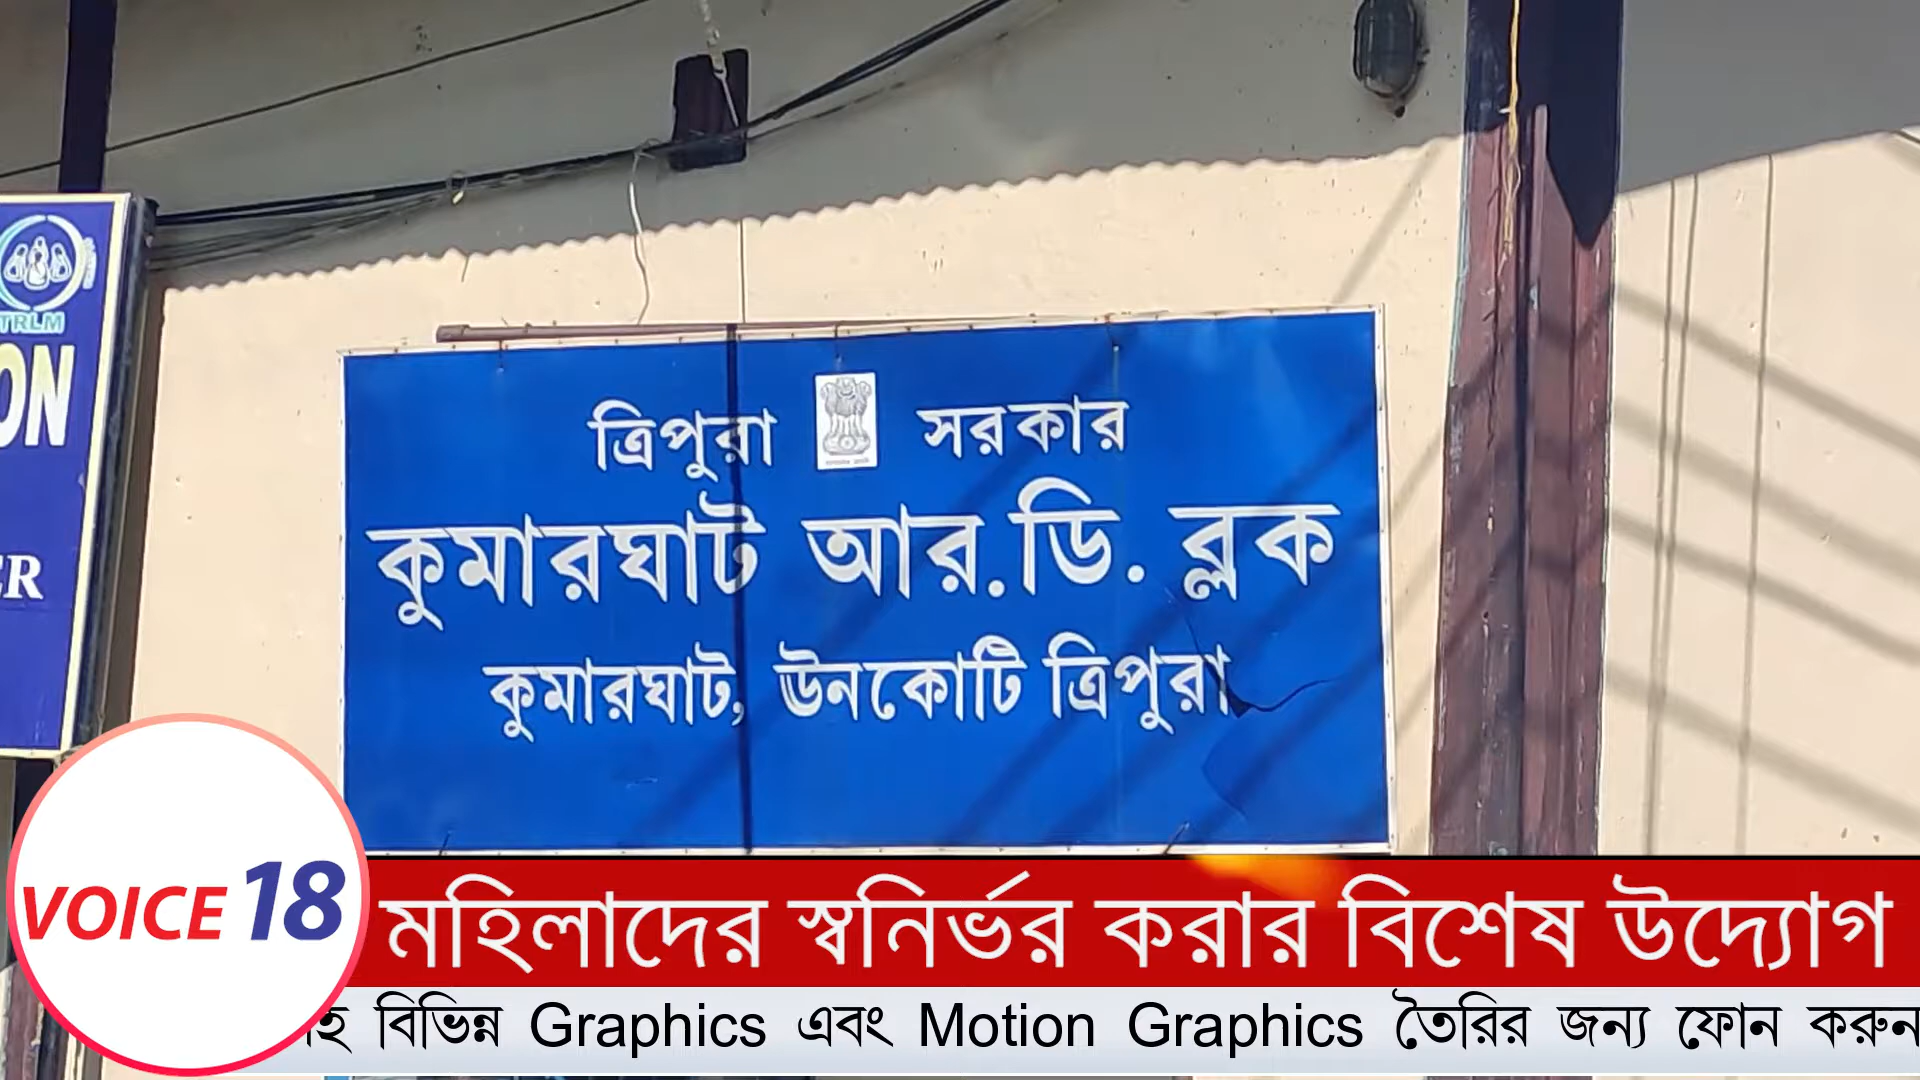 TRLM
ON
ER
ত্রিপুরা সরকার
কুমারঘাট আর.ডি. ব্লক
কুমারঘাট, ঊনকোটি ত্রিপুরা
VOICE 18
মহিলাদের স্বনির্ভর করার বিশেষ উদ্যোগ
বিভিন্ন Graphics এবং Motion Graphics তৈরির জন্য ফোন করুন